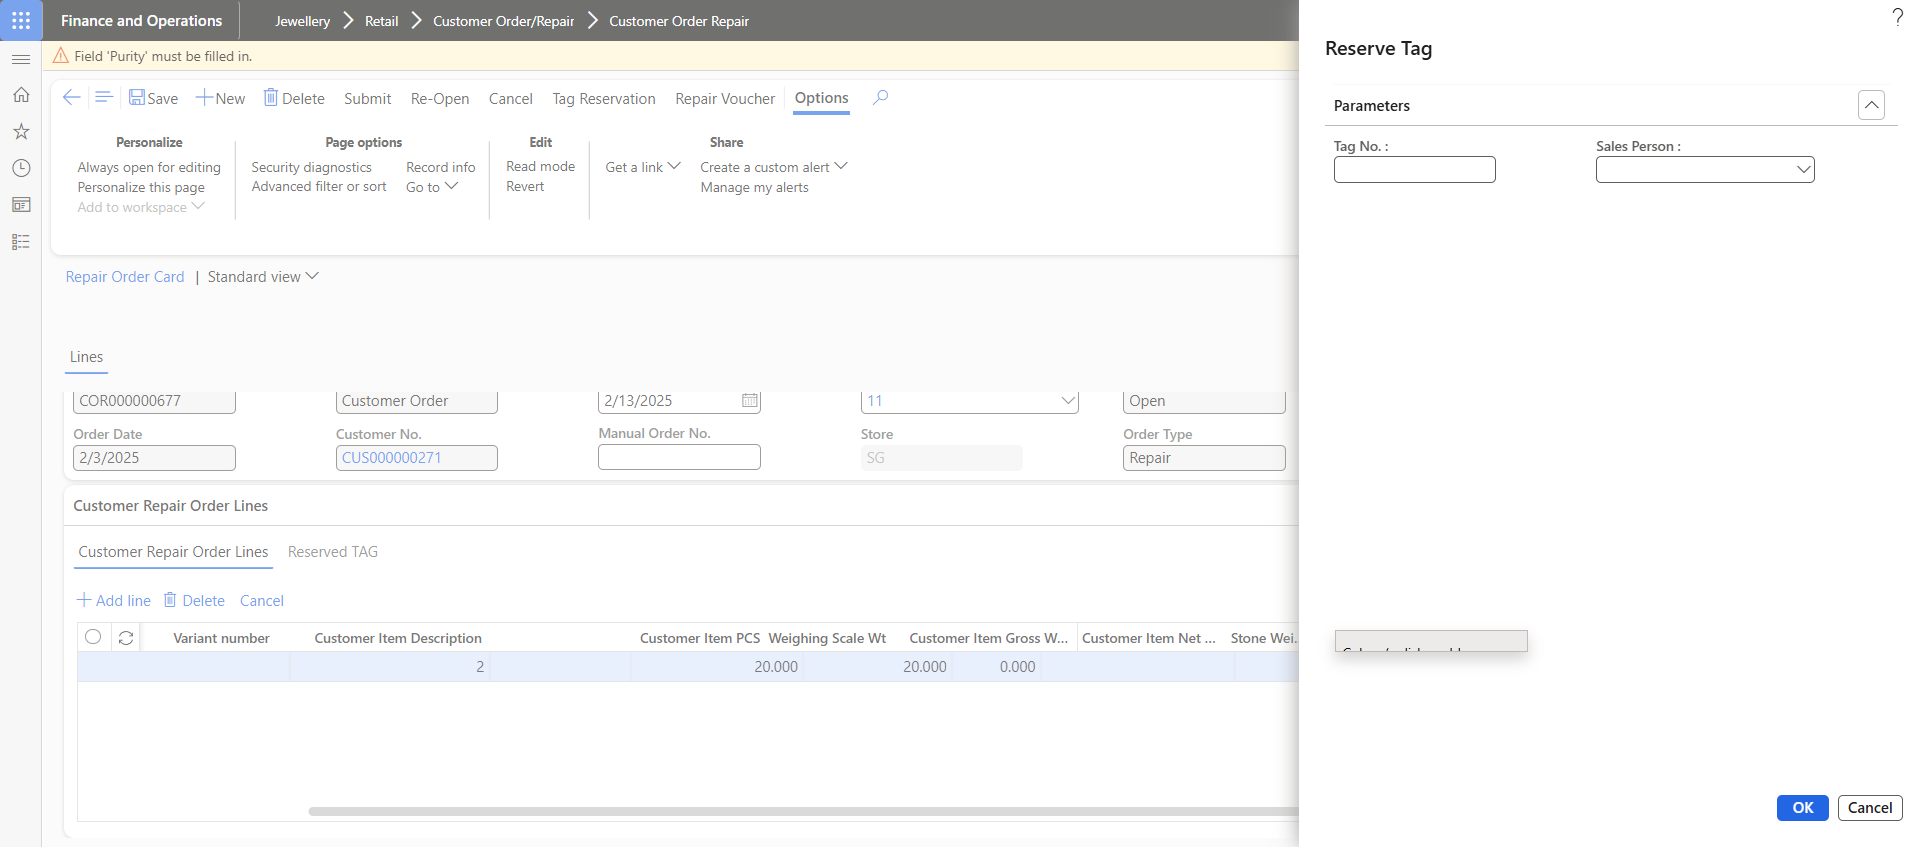 Finance and Operations
Jewellery Retail Customer Order/Repair Customer Order Repair
?
Field 'Purity' must be filled in.
Reserve Tag
Save New Delete Submit Re-Open Cancel Tag Reservation Repair Voucher Options
Personalize
Always open for editing
Personalize this page
Add to workspace
Page options
Security diagnostics Record info
Advanced filter or sort Go to
Edit
Read mode
Revert
Share
Get a link Create a custom alert
Manage my alerts
Parameters
Tag No. : Sales Person :
Repair Order Card | Standard view
Lines
COR000000677 Customer Order 2/13/2025 11 Open
Order Date Customer No. Manual Order No. Store Order Type
2/3/2025 CUS000000271 SG Repair
Customer Repair Order Lines
Customer Repair Order Lines Reserved TAG
Add line Delete Cancel
Variant number Customer Item Description Customer Item PCS Weighing Scale Wt Customer Item Gross W... Customer Item Net ... Stone Wei...
2 20.000 20.000 0.000
OK Cancel